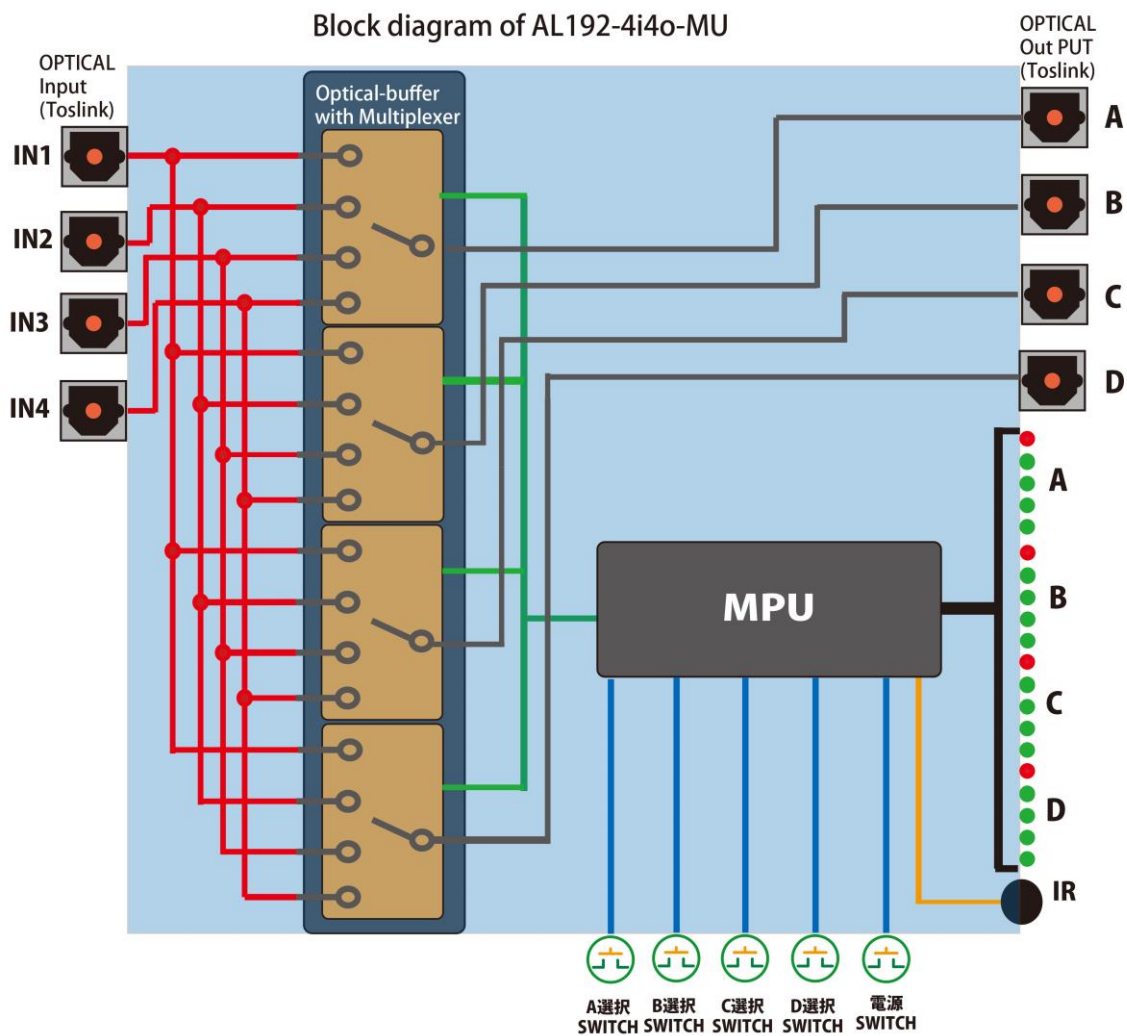 Block diagram of AL192-4i4o-MU
OPTICAL
Input
(Toslink)
OPTICAL
Out PUT
(Toslink)
Optical-buffer
with Multiplexer
IN1
IN2
IN3
IN4
A
B
C
D
MPU
A
B
C
D
IR
A選択
SWITCH
B選択
SWITCH
C選択
SWITCH
D選択
SWITCH
電源
SWITCH